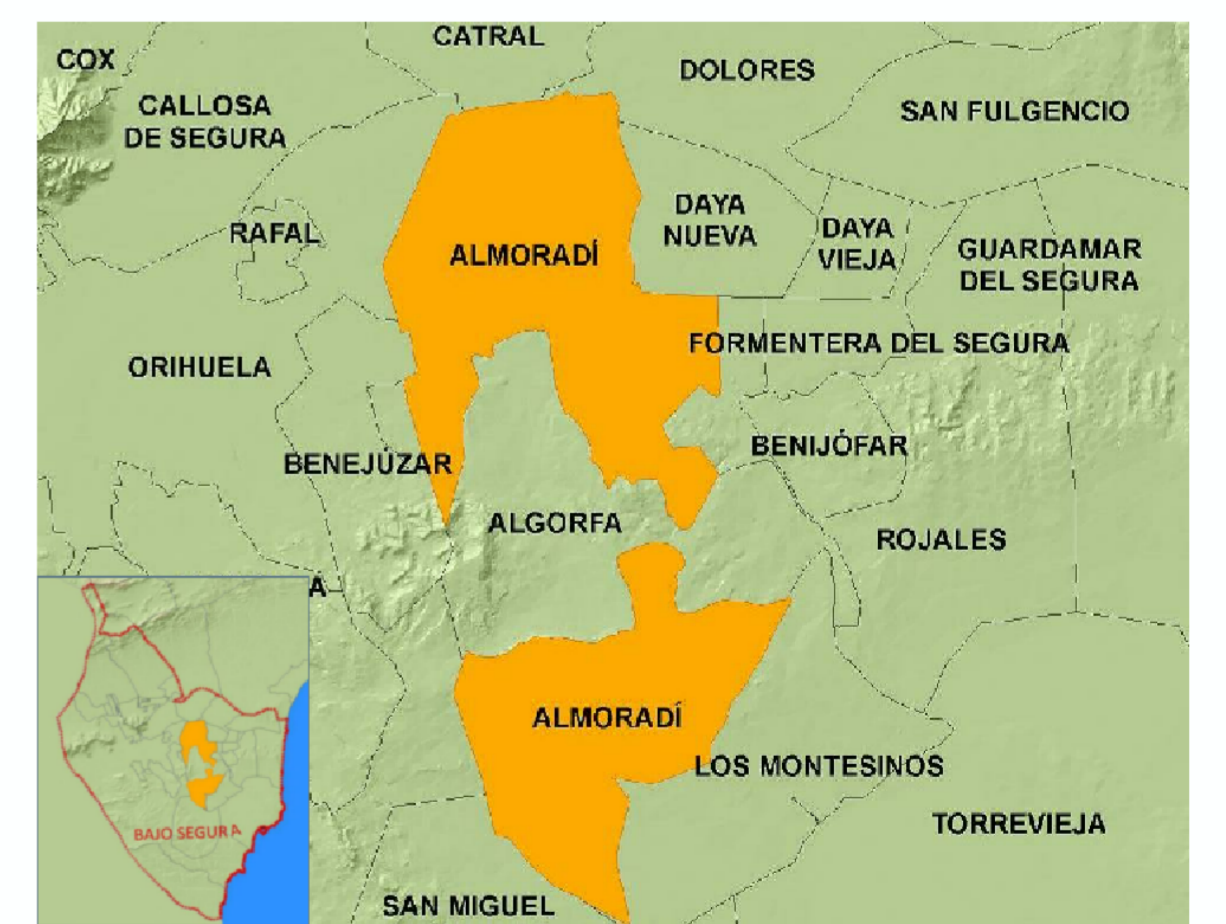 CATRAL
COX
DOLORES
CALLOSA
DE SEGURA
SAN FULGENCIO
RAFAL
DAYA
NUEVA
DAYA
VIEJA
ALMORADÍ
GUARDAMAR
DEL SEGURA
FORMENTERA DEL SEGURA
ORIHUELA
BENEJÚZAR
BENIJÓFAR
ALGORFA
ROJALES
ALMORADÍ
LOS MONTESINOS
TORREVIEJA
BAJO SEGURA
SAN MIGUEL